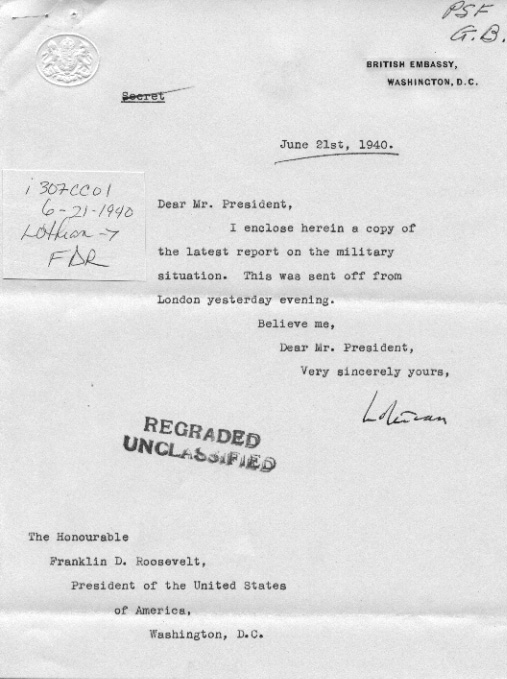 PSF
G.B.
BRITISH EMBASSY,
WASHINGTON, D.C.
Secret
June 21st, 1940.
i 307CC01
6-21-1940
Lothian →
FDR
Dear Mr. President,
I enclose herein a copy of
the latest report on the military
situation. This was sent off from
London yesterday evening.
Believe me,
Dear Mr. President,
Very sincerely yours,
Lothian
REGRADED
UNCLASSIFIED
The Honourable
Franklin D. Roosevelt,
President of the United States
of America,
Washington, D.C.